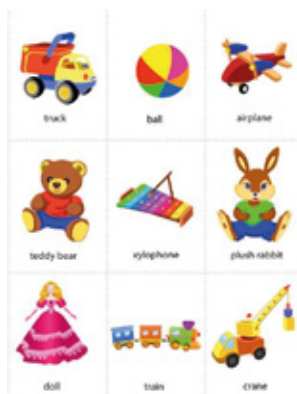 truck
ball
airplane
teddy bear
xylophone
plush rabbit
doll
train
crane